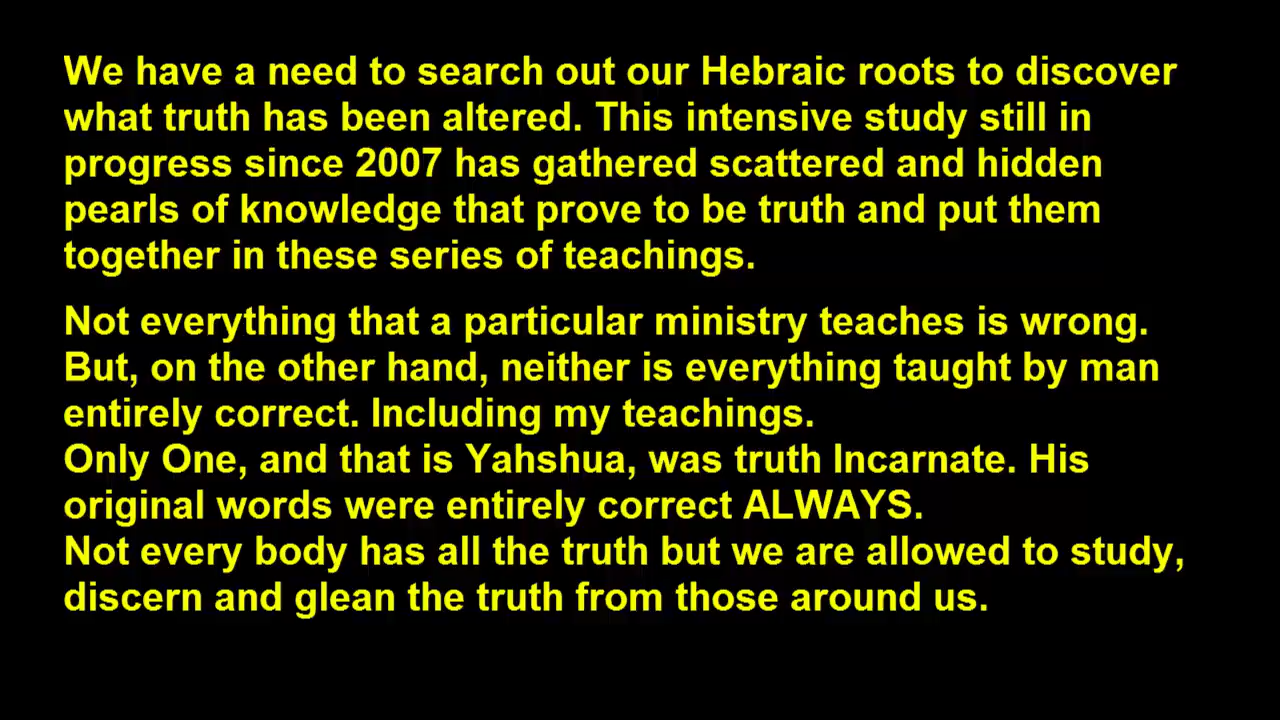 We have a need to search out our Hebraic roots to discover
what truth has been altered. This intensive study still in
progress since 2007 has gathered scattered and hidden
pearls of knowledge that prove to be truth and put them
together in these series of teachings.
Not everything that a particular ministry teaches is wrong.
But, on the other hand, neither is everything taught by man
entirely correct. Including my teachings.
Only One, and that is Yahshua, was truth Incarnate. His
original words were entirely correct ALWAYS.
Not every body has all the truth but we are allowed to study,
discern and glean the truth from those around us.